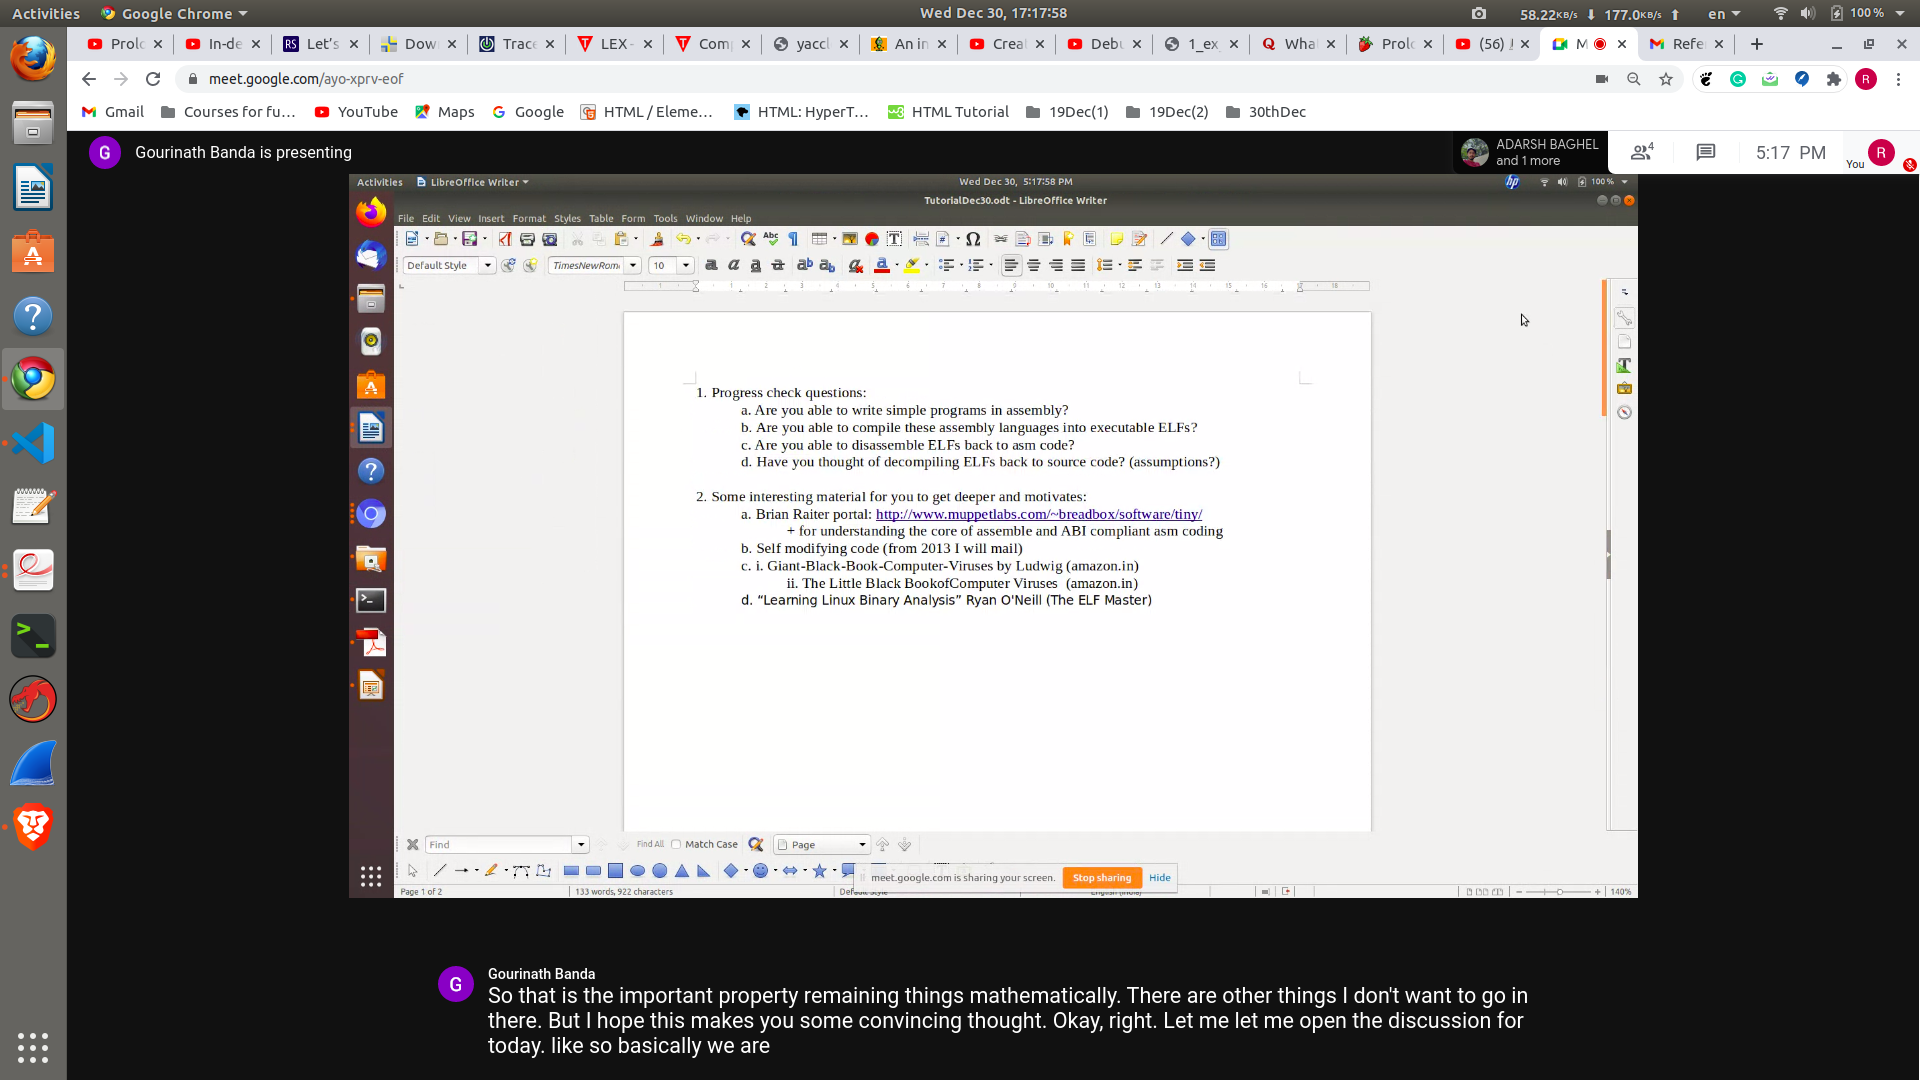 Activities Google Chrome Wed Dec 30, 17:17:58 58.22KB/s 177.0KB/s en 100 %
Prolo In-de Let's Dow Trace LEX - Com yaccl An in Crea Debu 1_ex Wha Prolo (56) M Refe
meet.google.com/ayo-xprv-eof
Gmail Courses for fu... YouTube Maps Google HTML / Eleme... HTML: HyperT... HTML Tutorial 19Dec(1) 19Dec(2) 30thDec
G Gourinath Banda is presenting
ADARSH BAGHEL
and 1 more
4
5:17 PM
You R
Activities LibreOffice Writer Wed Dec 30, 5:17:58 PM 100 %
TutorialDec30.odt - LibreOffice Writer
File Edit View Insert Format Styles Table Form Tools Window Help
Default Style TimesNewRom 10
1. Progress check questions:
a. Are you able to write simple programs in assembly?
b. Are you able to compile these assembly languages into executable ELFs?
c. Are you able to disassemble ELFs back to asm code?
d. Have you thought of decompiling ELFs back to source code? (assumptions?)
2. Some interesting material for you to get deeper and motivates:
a. Brian Raiter portal: http://www.muppetlabs.com/~breadbox/software/tiny/
+ for understanding the core of assemble and ABI compliant asm coding
b. Self modifying code (from 2013 I will mail)
c. i. Giant-Black-Book-Computer-Viruses by Ludwig (amazon.in)
ii. The Little Black BookofComputer Viruses (amazon.in)
d. “Learning Linux Binary Analysis” Ryan O'Neill (The ELF Master)
Find Find All Match Case Page
meet.google.com is sharing your screen. Stop sharing Hide
Page 1 of 2 133 words, 922 characters Default Style English (India) 140%
G Gourinath Banda
So that is the important property remaining things mathematically. There are other things I don't want to go in
there. But I hope this makes you some convincing thought. Okay, right. Let me let me open the discussion for
today. like so basically we are